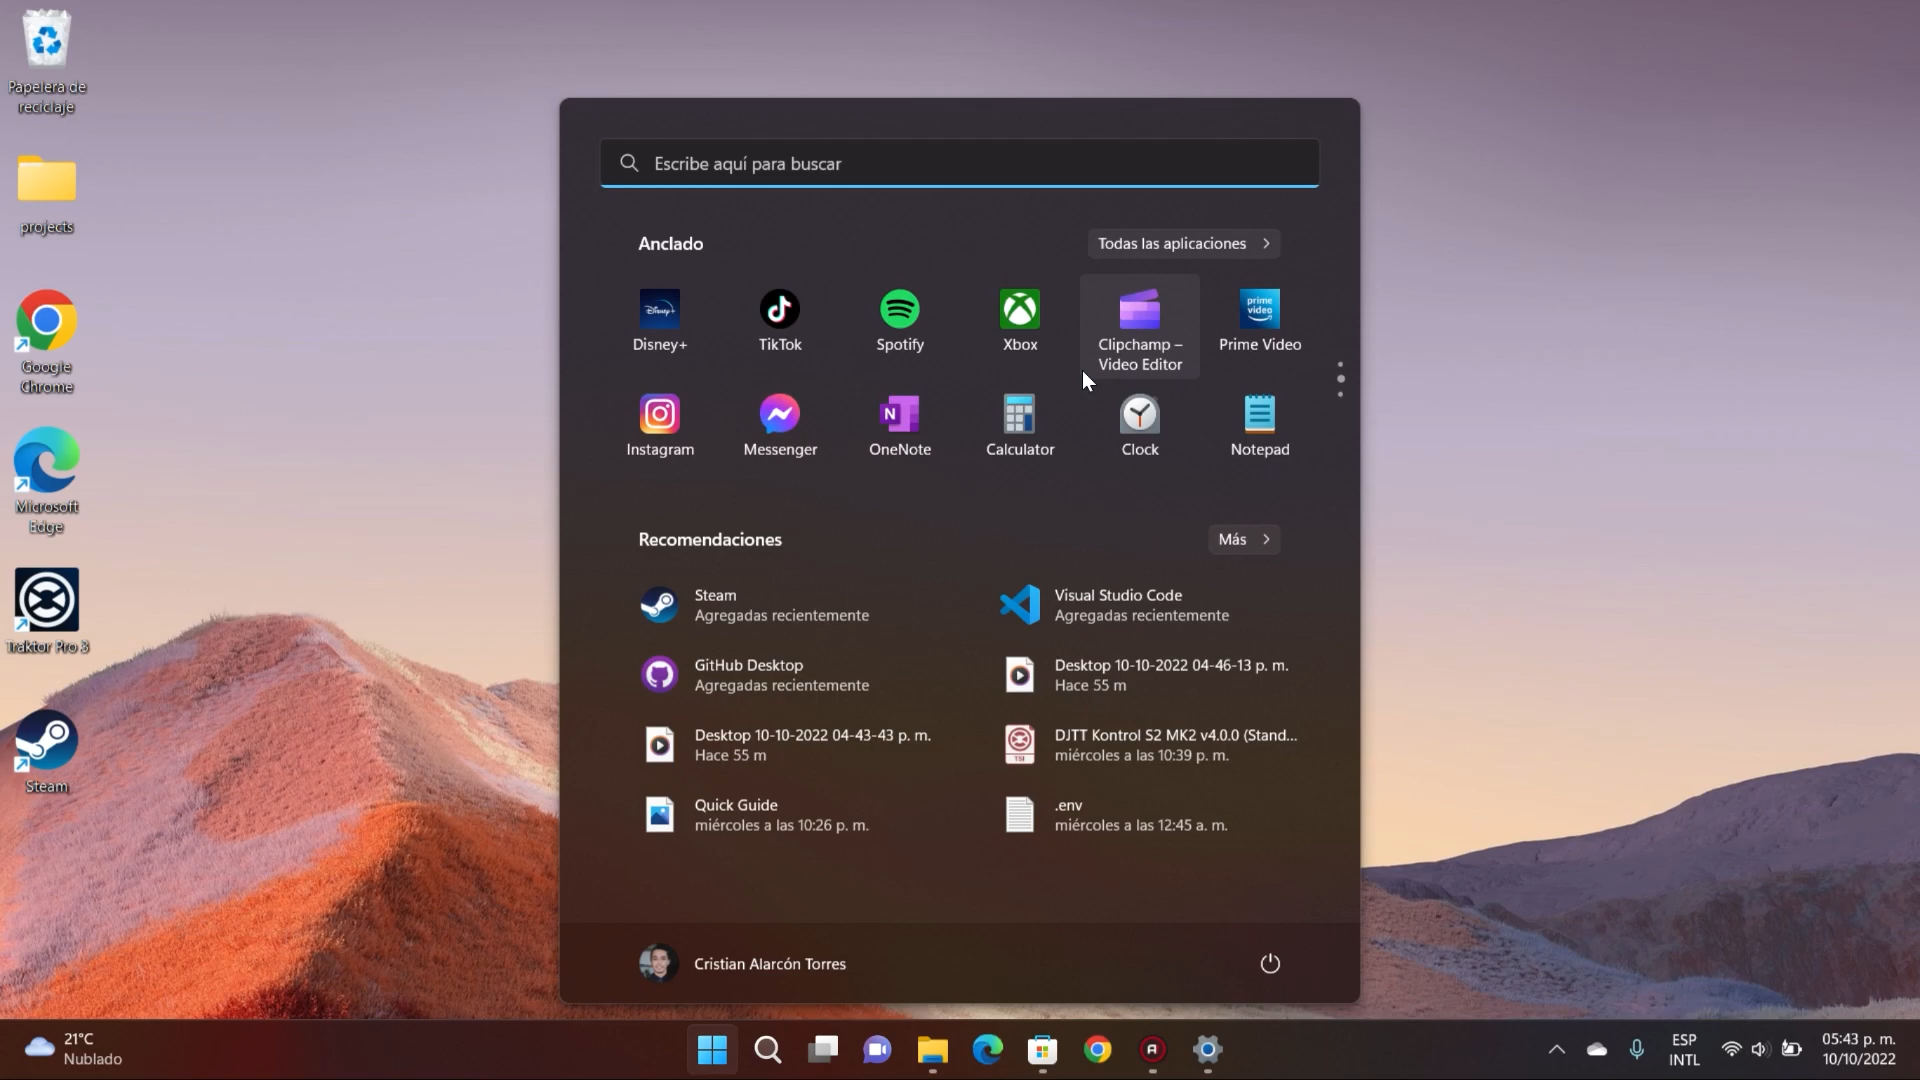 Papelera de
reciclaje
projects
Google
Chrome
Microsoft
Edge
Traktor Pro 3
Steam
Escribe aquí para buscar
Anclado
Todas las aplicaciones
Disney+
Disney+
TikTok
Spotify
Xbox
Clipchamp –
Video Editor
prime
video
Prime Video
Instagram
Messenger
N
OneNote
Calculator
Clock
Notepad
Recomendaciones
Más
Steam
Agregadas recientemente
Visual Studio Code
Agregadas recientemente
GitHub Desktop
Agregadas recientemente
Desktop 10-10-2022 04-46-13 p. m.
Hace 55 m
Desktop 10-10-2022 04-43-43 p. m.
Hace 55 m
TSI
DJTT Kontrol S2 MK2 v4.0.0 (Stand...
miércoles a las 10:39 p. m.
Quick Guide
miércoles a las 10:26 p. m.
.env
miércoles a las 12:45 a. m.
Cristian Alarcón Torres
21°C
Nublado
A
ESP
INTL
05:43 p. m.
10/10/2022